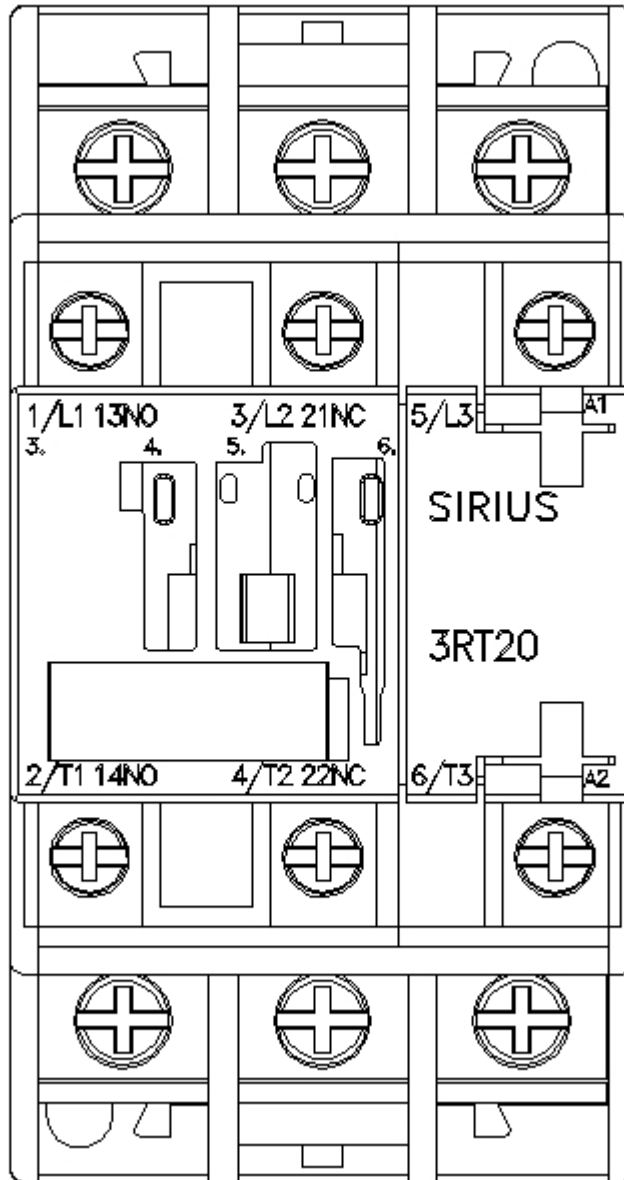 1/L1 13NO 3/L2 21NC 5/L3 A1
3. 4. 5. 6.
SIRIUS
3RT20
2/T1 14NO 4/T2 22NC 6/T3 A2